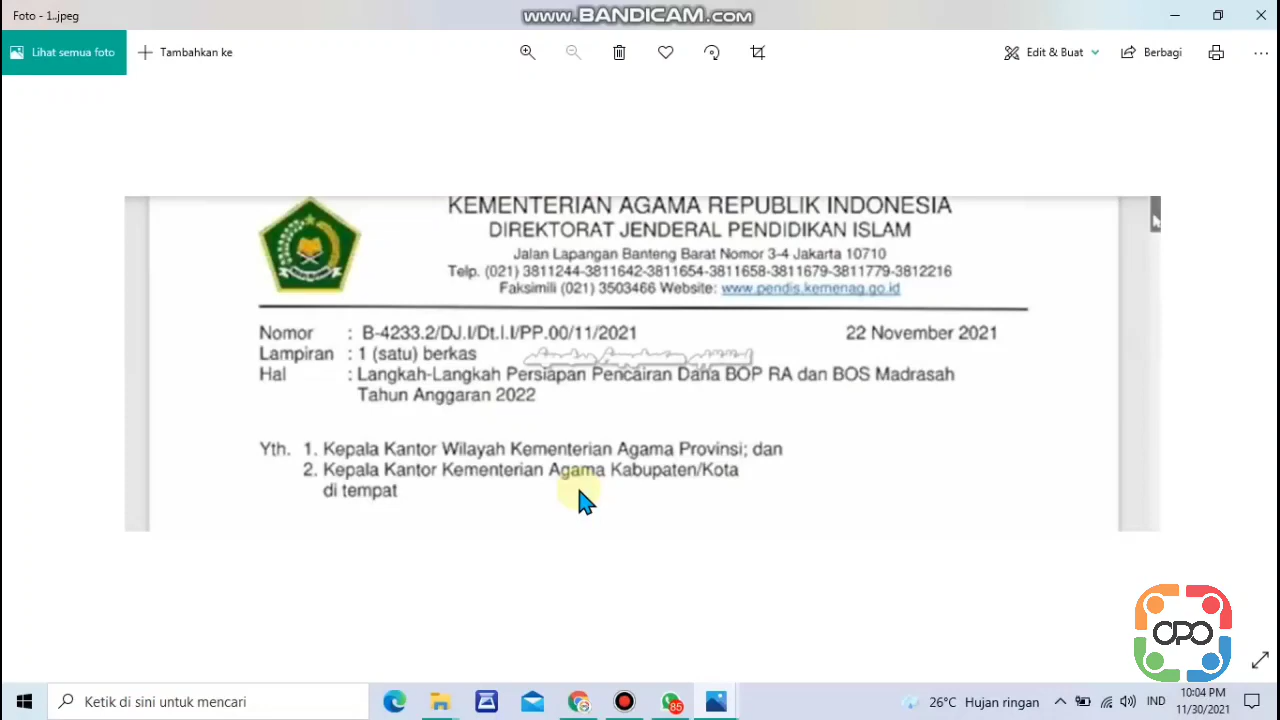 Foto - 1..jpeg
www.BANDICAM.com
Lihat semua foto
Tambahkan ke
Edit & Buat
Berbagi
KEMENTERIAN AGAMA REPUBLIK INDONESIA
DIREKTORAT JENDERAL PENDIDIKAN ISLAM
Jalan Lapangan Banteng Barat Nomor 3-4 Jakarta 10710
Telp. (021) 3811244-3811642-3811654-3811658-3811679-3811779-3812216
Faksimili (021) 3503466 Website: www.pendis.kemenag.go.id
Nomor : B-4233.2/DJ.I/Dt.I.I/PP.00/11/2021 22 November 2021
Lampiran : 1 (satu) berkas
Hal : Langkah-Langkah Persiapan Pencairan Dana BOP RA dan BOS Madrasah
Tahun Anggaran 2022
Yth. 1. Kepala Kantor Wilayah Kementerian Agama Provinsi; dan
2. Kepala Kantor Kementerian Agama Kabupaten/Kota
di tempat
OPO
Ketik di sini untuk mencari
85
26°C Hujan ringan
IND
10:04 PM
11/30/2021